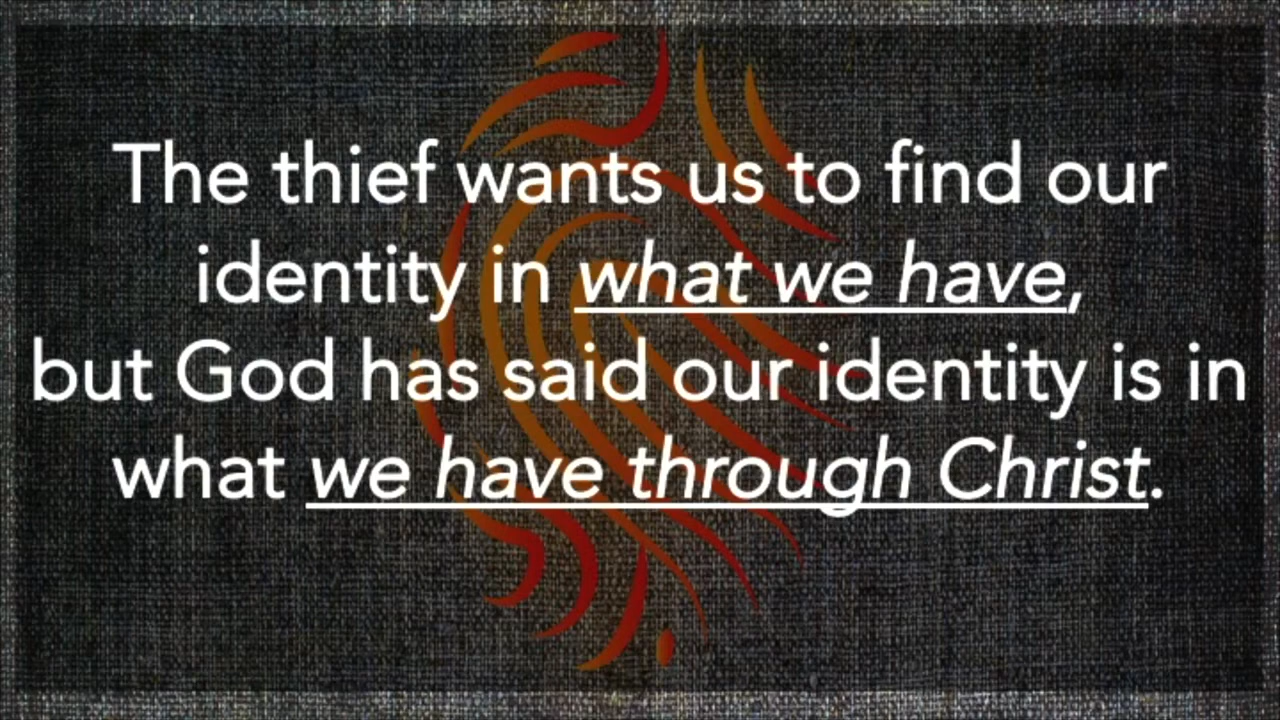 The thief wants us to find our
identity in what we have,
but God has said our identity is in
what we have through Christ.